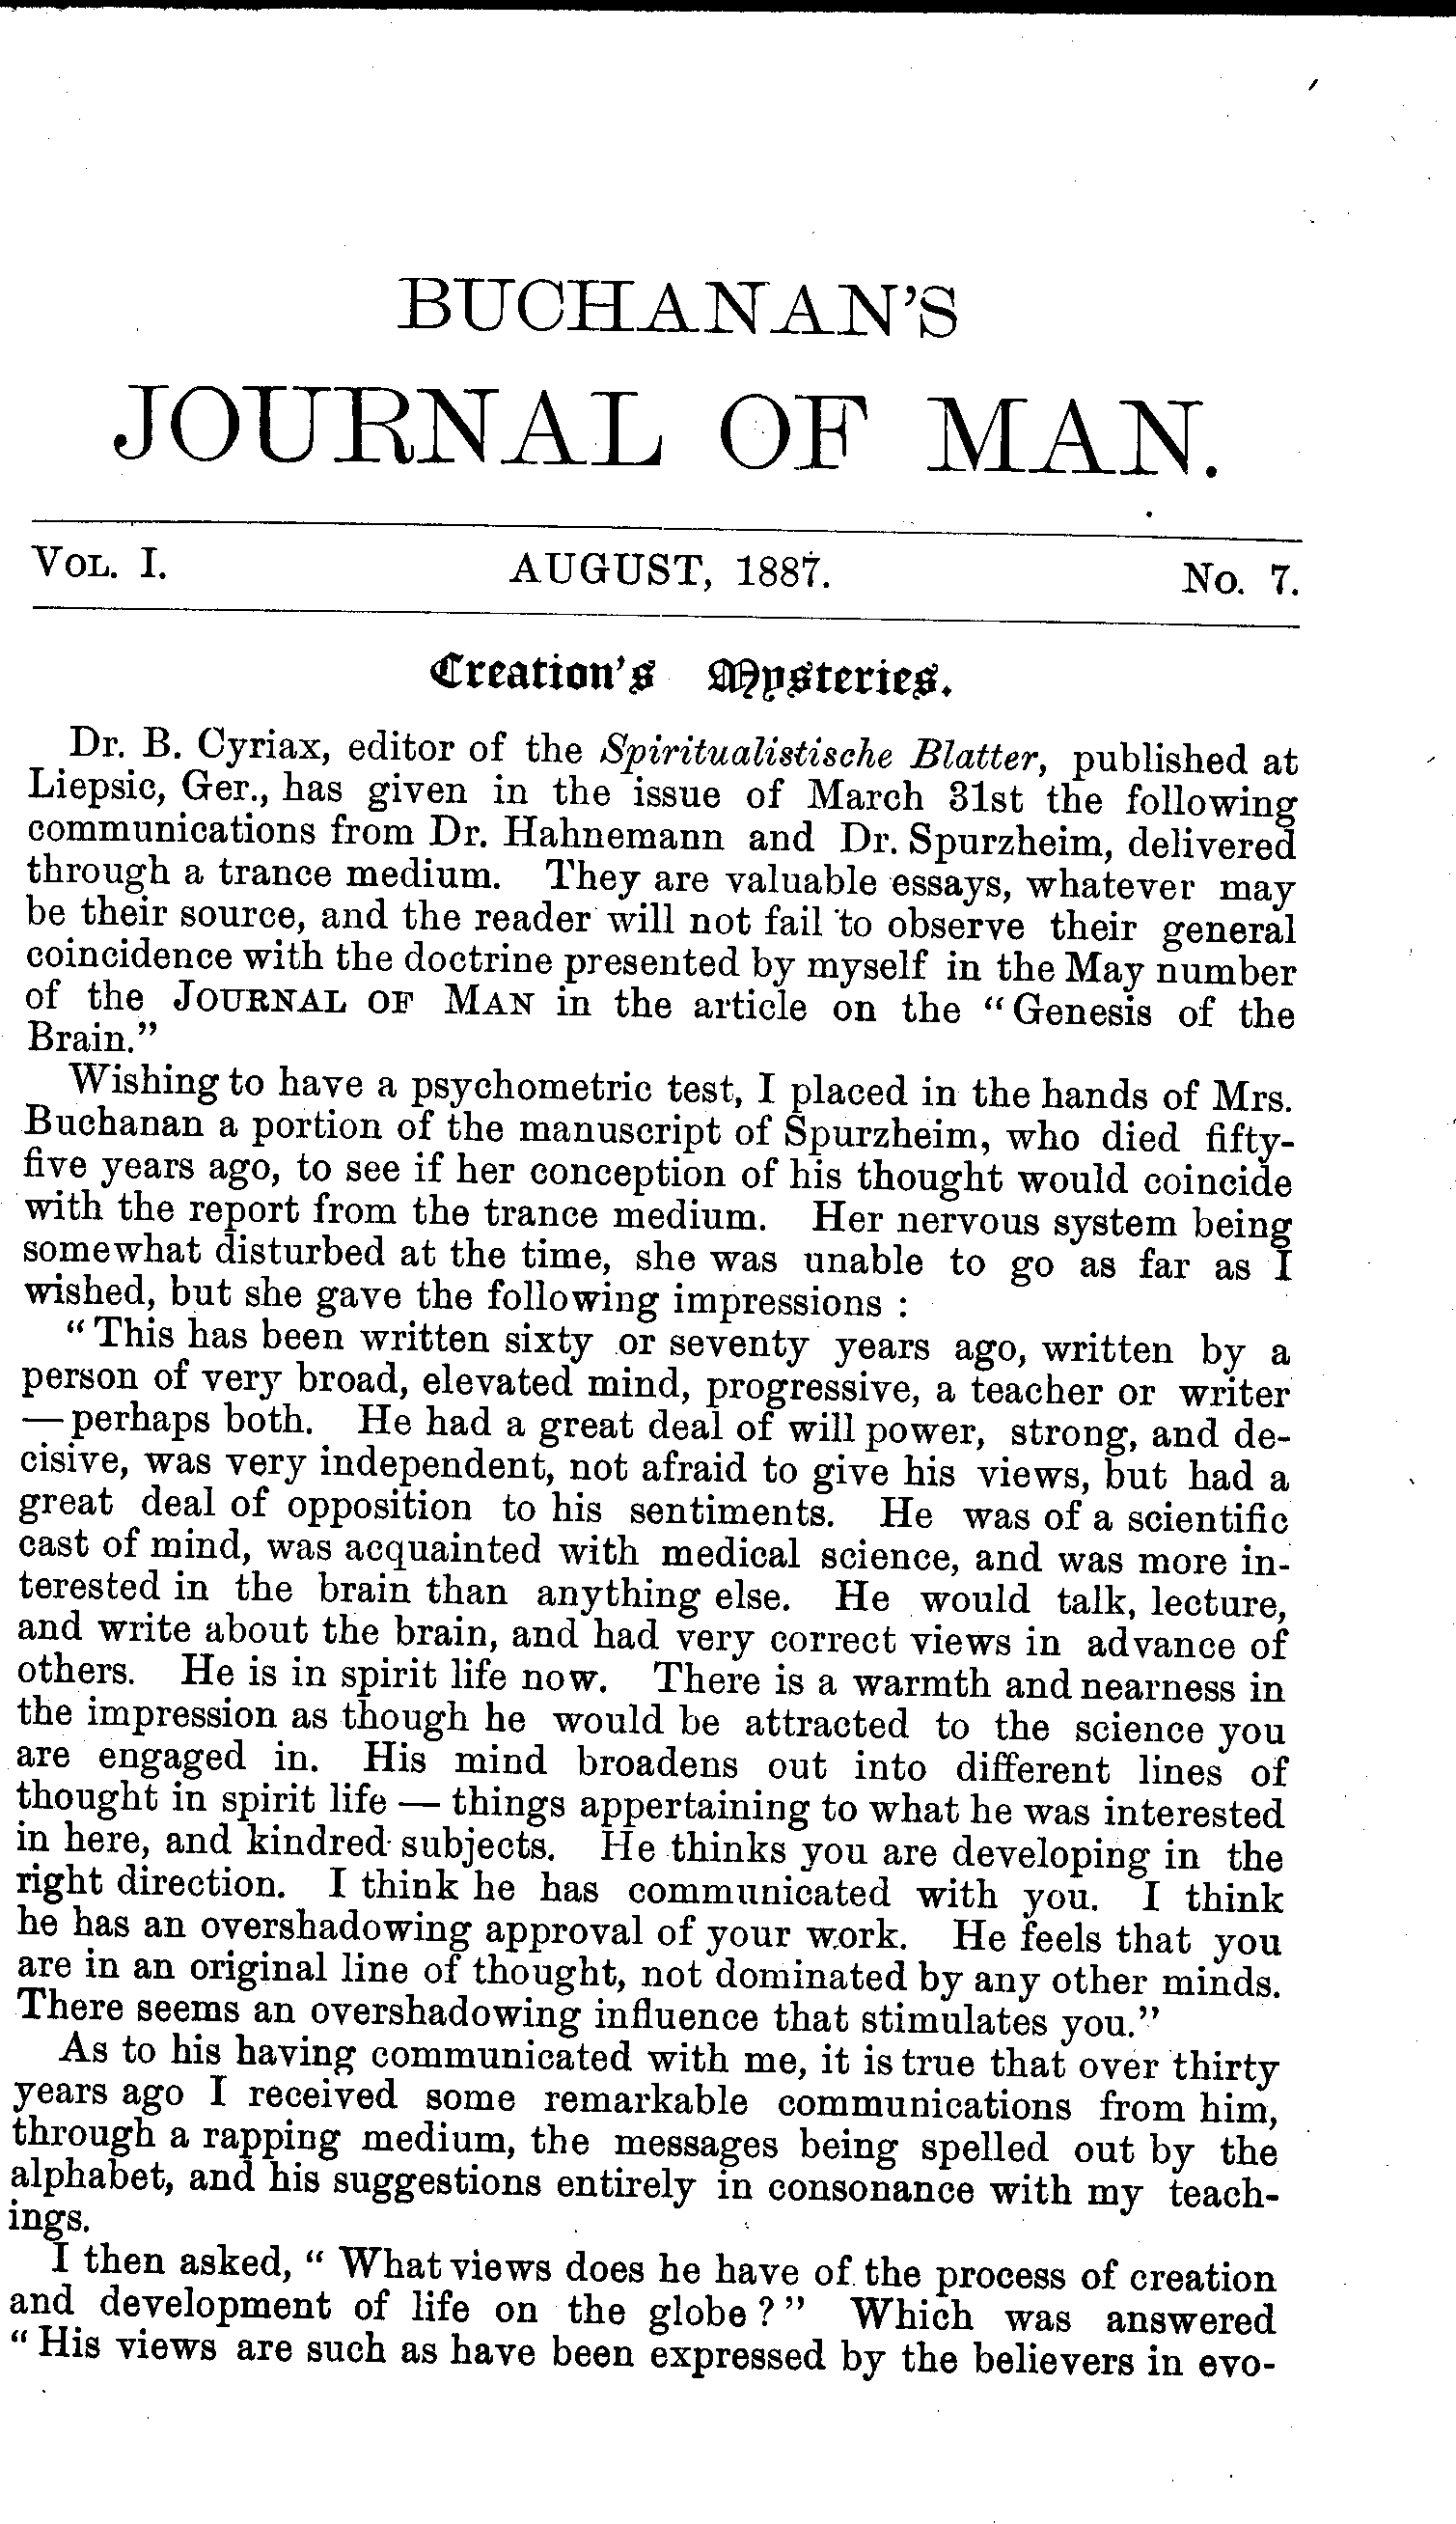 BUCHANAN'S
JOURNAL OF MAN.
VOL. I. AUGUST, 1887. No. 7.
Creation's Mysteries.
Dr. B. Cyriax, editor of the Spiritualistische Blatter, published at
Liepsic, Ger., has given in the issue of March 31st the following
communications from Dr. Hahnemann and Dr. Spurzheim, delivered
through a trance medium. They are valuable essays, whatever may
be their source, and the reader will not fail to observe their general
coincidence with the doctrine presented by myself in the May number
of the JOURNAL OF MAN in the article on the “Genesis of the
Brain.”
Wishing to have a psychometric test, I placed in the hands of Mrs.
Buchanan a portion of the manuscript of Spurzheim, who died fifty-
five years ago, to see if her conception of his thought would coincide
with the report from the trance medium. Her nervous system being
somewhat disturbed at the time, she was unable to go as far as I
wished, but she gave the following impressions :
“This has been written sixty or seventy years ago, written by a
person of very broad, elevated mind, progressive, a teacher or writer
—perhaps both. He had a great deal of will power, strong, and de-
cisive, was very independent, not afraid to give his views, but had a
great deal of opposition to his sentiments. He was of a scientific
cast of mind, was acquainted with medical science, and was more in-
terested in the brain than anything else. He would talk, lecture,
and write about the brain, and had very correct views in advance of
others. He is in spirit life now. There is a warmth and nearness in
the impression as though he would be attracted to the science you
are engaged in. His mind broadens out into different lines of
thought in spirit life — things appertaining to what he was interested
in here, and kindred subjects. He thinks you are developing in the
right direction. I think he has communicated with you. I think
he has an overshadowing approval of your work. He feels that you
are in an original line of thought, not dominated by any other minds.
There seems an overshadowing influence that stimulates you.”
As to his having communicated with me, it is true that over thirty
years ago I received some remarkable communications from him,
through a rapping medium, the messages being spelled out by the
alphabet, and his suggestions entirely in consonance with my teach-
ings.
I then asked, “ What views does he have of the process of creation
and development of life on the globe ? ” Which was answered
“ His views are such as have been expressed by the believers in evo-